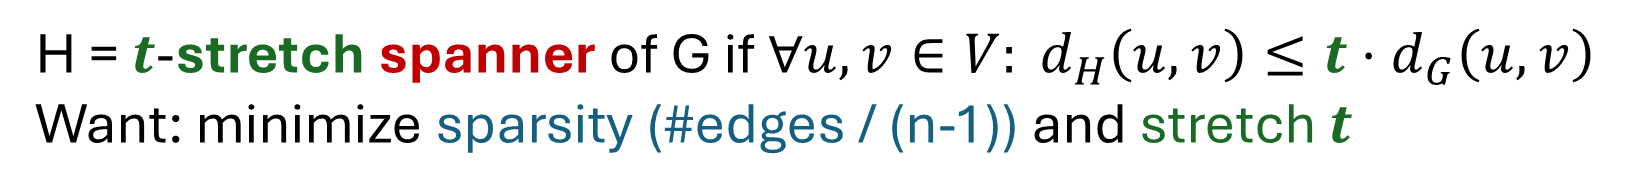 H = t-stretch spanner of G if ∀u, v ∈ V: d_H(u, v) ≤ t · d_G(u, v)
Want: minimize sparsity (#edges / (n-1)) and stretch t